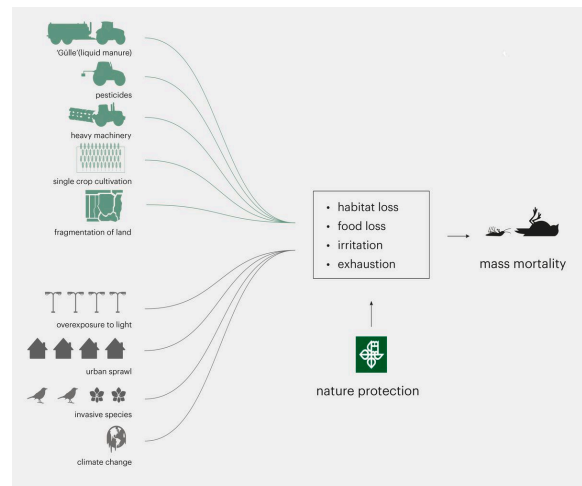 'Gülle'(liquid manure)
pesticides
heavy machinery
single crop cultivation
fragmentation of land
overexposure to light
urban sprawl
invasive species
climate change
• habitat loss
• food loss
• irritation
• exhaustion
mass mortality
nature protection